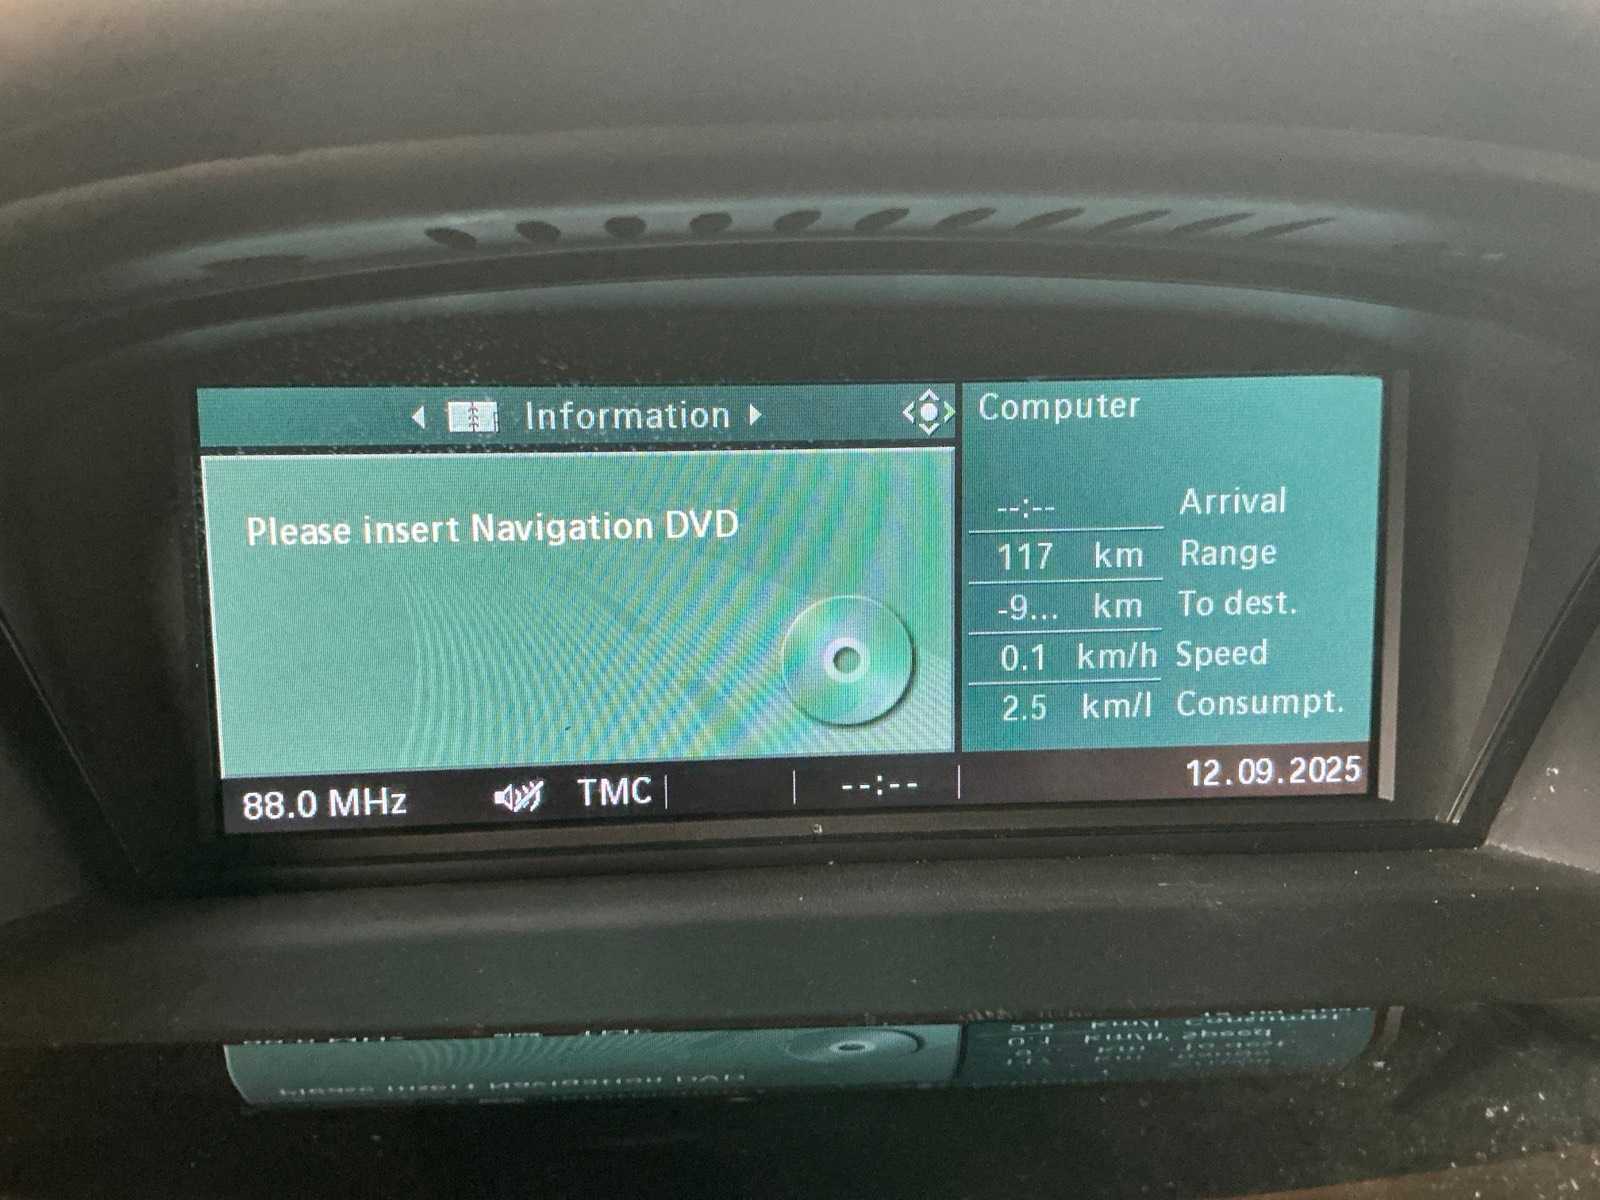 Information
Please insert Navigation DVD
Computer
--:-- Arrival
117 km Range
-9... km To dest.
0.1 km/h Speed
2.5 km/l Consumpt.
88.0 MHz TMC --:-- 12.09.2025